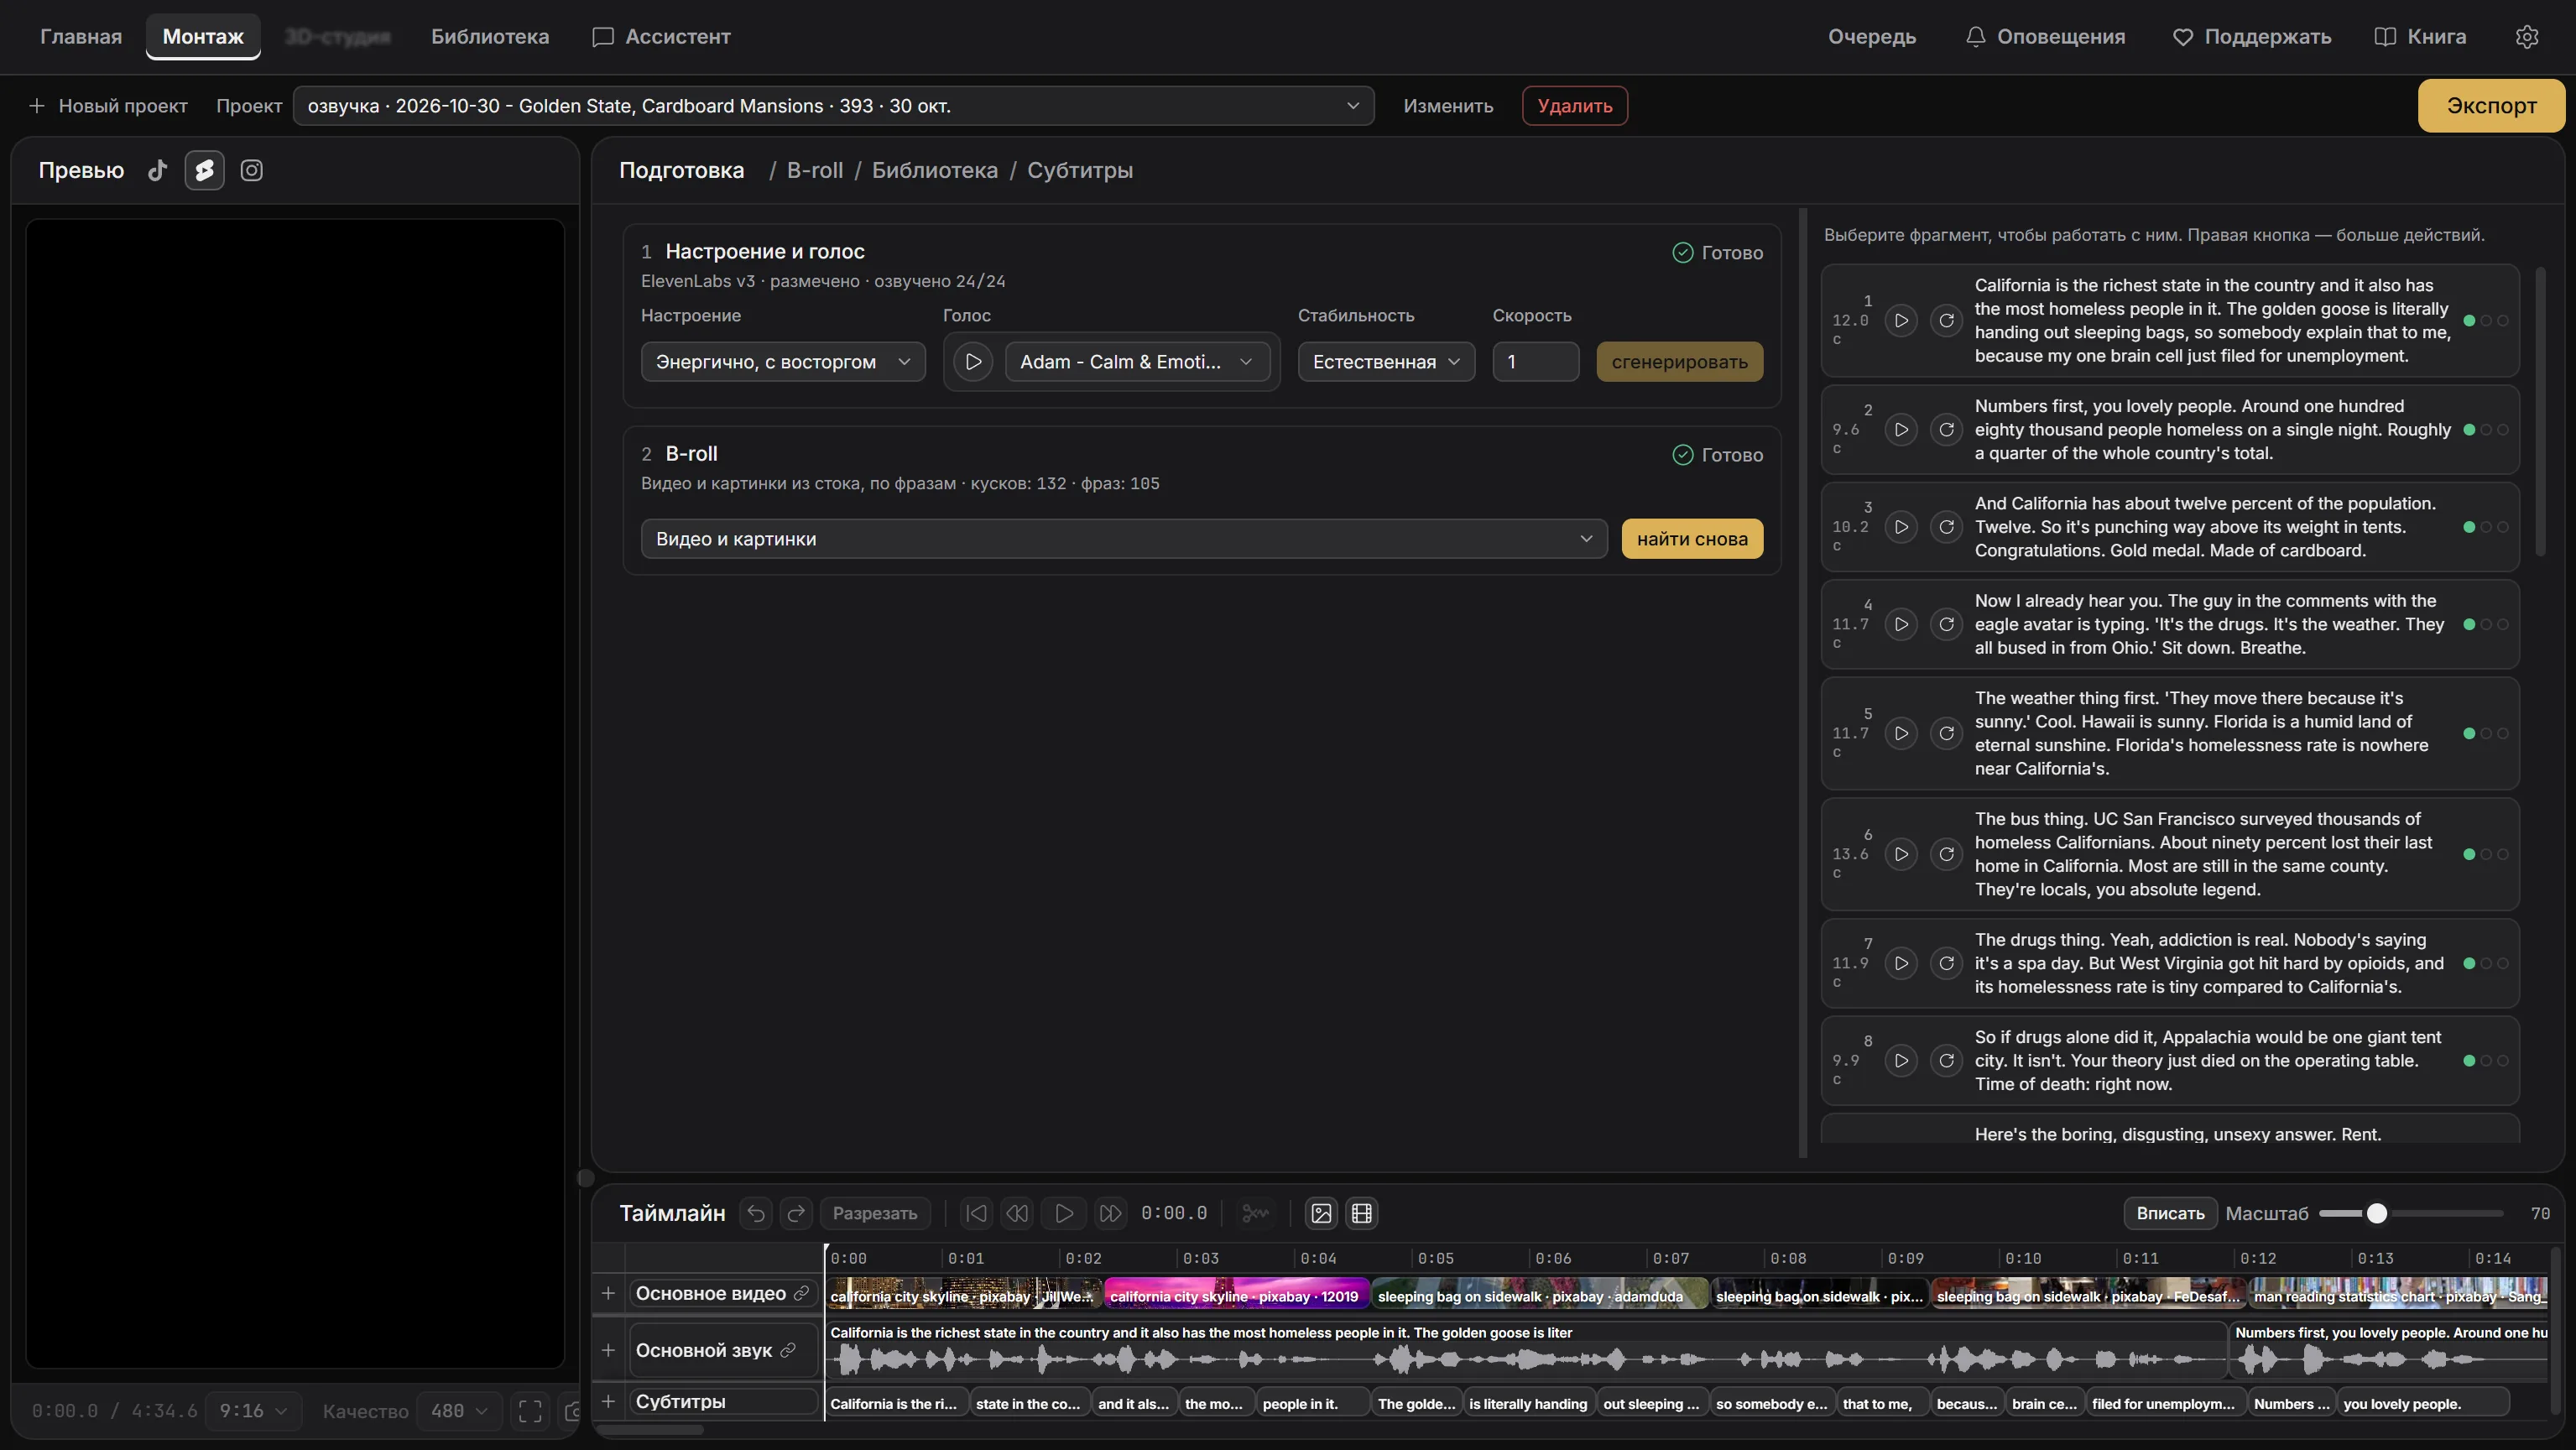 Главная
Монтаж
3D-студия
Библиотека
Ассистент
Очередь
Оповещения
Поддержать
Книга
Новый проект
Проект
озвучка · 2026-10-30 - Golden State, Cardboard Mansions · 393 · 30 окт.
Изменить
Удалить
Экспорт
Превью
Подготовка / B-roll / Библиотека / Субтитры
1 Настроение и голос
Готово
ElevenLabs v3 · размечено · озвучено 24/24
Настроение
Голос
Стабильность
Скорость
Энергично, с восторгом
Adam - Calm & Emoti...
Естественная
1
сгенерировать
2 B-roll
Готово
Видео и картинки из стока, по фразам · кусков: 132 · фраз: 105
Видео и картинки
найти снова
Выберите фрагмент, чтобы работать с ним. Правая кнопка — больше действий.
1
12.0
с
California is the richest state in the country and it also has
the most homeless people in it. The golden goose is literally
handing out sleeping bags, so somebody explain that to me,
because my one brain cell just filed for unemployment.
2
9.6
с
Numbers first, you lovely people. Around one hundred
eighty thousand people homeless on a single night. Roughly
a quarter of the whole country's total.
3
10.2
с
And California has about twelve percent of the population.
Twelve. So it's punching way above its weight in tents.
Congratulations. Gold medal. Made of cardboard.
4
11.7
с
Now I already hear you. The guy in the comments with the
eagle avatar is typing. 'It's the drugs. It's the weather. They
all bused in from Ohio.' Sit down. Breathe.
5
11.7
с
The weather thing first. 'They move there because it's
sunny.' Cool. Hawaii is sunny. Florida is a humid land of
eternal sunshine. Florida's homelessness rate is nowhere
near California's.
6
13.6
с
The bus thing. UC San Francisco surveyed thousands of
homeless Californians. About ninety percent lost their last
home in California. Most are still in the same county.
They're locals, you absolute legend.
7
11.9
с
The drugs thing. Yeah, addiction is real. Nobody's saying
it's a spa day. But West Virginia got hit hard by opioids, and
its homelessness rate is tiny compared to California's.
8
9.9
с
So if drugs alone did it, Appalachia would be one giant tent
city. It isn't. Your theory just died on the operating table.
Time of death: right now.
Here's the boring, disgusting, unsexy answer. Rent.
0:00.0 / 4:34.6
9:16
Качество
480
Таймлайн
Разрезать
0:00.0
Вписать
Масштаб
70
0:00
0:01
0:02
0:03
0:04
0:05
0:06
0:07
0:08
0:09
0:10
0:11
0:12
0:13
0:14
Основное видео
california city skyline · pixabay · JillWe...
california city skyline · pixabay · 12019
sleeping bag on sidewalk · pixabay · adamduda
sleeping bag on sidewalk · pix...
sleeping bag on sidewalk · pixabay · FeDesaf...
man reading statistics chart · pixabay · Sang_
Основной звук
California is the richest state in the country and it also has the most homeless people in it. The golden goose is liter
Numbers first, you lovely people. Around one hu
Субтитры
California is the ri...
state in the co...
and it als...
the mo...
people in it.
The golde...
is literally handing
out sleeping ...
so somebody e...
that to me,
becaus...
brain ce...
filed for unemploym...
Numbers ...
you lovely people.